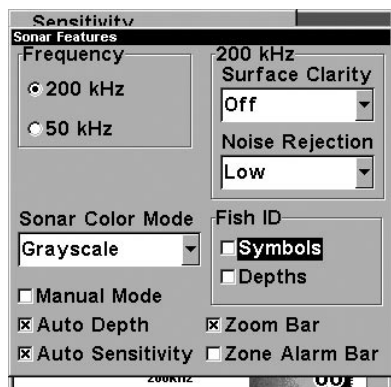 Sensitivity
Sonar Features
Frequency
200 kHz
50 kHz
200 kHz
Surface Clarity
Off
Noise Rejection
Low
Sonar Color Mode
Grayscale
Fish ID
Symbols
Depths
Manual Mode
Auto Depth
Zoom Bar
Auto Sensitivity
Zone Alarm Bar
200kHz